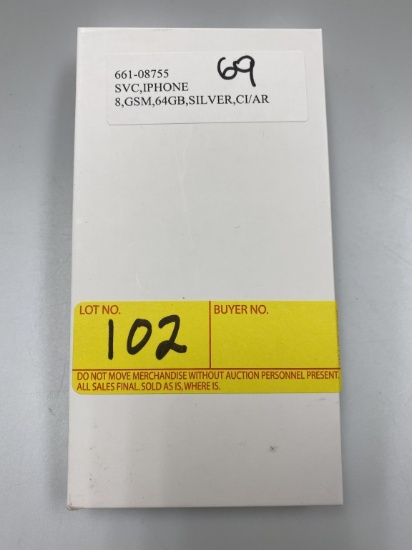 661-08755
69
SVC,IPHONE
8,GSM,64GB,SILVER,CI/AR
LOT NO.
BUYER NO.
102
DO NOT MOVE MERCHANDISE WITHOUT AUCTION PERSONNEL PRESENT.
ALL SALES FINAL. SOLD AS IS, WHERE IS.